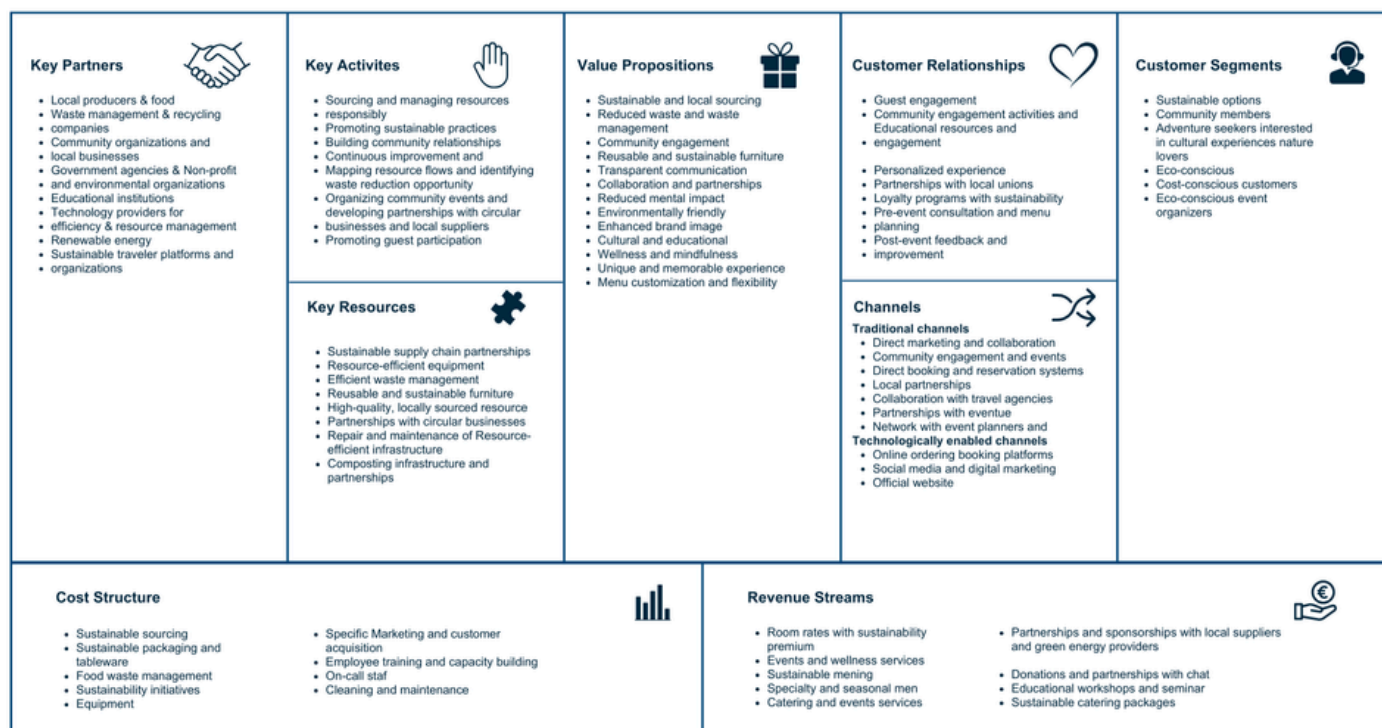 Key Partners
Local producers & food
Waste management & recycling
companies
Community organizations and
local businesses
Government agencies & Non-profit
and environmental organizations
Educational institutions
Technology providers for
efficiency & resource management
Renewable energy
Sustainable traveler platforms and
organizations
Key Activites
Sourcing and managing resources
responsibly
Promoting sustainable practices
Building community relationships
Continuous improvement and
Mapping resource flows and identifying
waste reduction opportunity
Organizing community events and
developing partnerships with circular
businesses and local suppliers
Promoting guest participation
Key Resources
Sustainable supply chain partnerships
Resource-efficient equipment
Efficient waste management
Reusable and sustainable furniture
High-quality, locally sourced resource
Partnerships with circular businesses
Repair and maintenance of Resource-
efficient infrastructure
Composting infrastructure and
partnerships
Value Propositions
Sustainable and local sourcing
Reduced waste and waste
management
Community engagement
Reusable and sustainable furniture
Transparent communication
Collaboration and partnerships
Reduced mental impact
Environmentally friendly
Enhanced brand image
Cultural and educational
Wellness and mindfulness
Unique and memorable experience
Menu customization and flexibility
Customer Relationships
Guest engagement
Community engagement activities and
Educational resources and
engagement
Personalized experience
Partnerships with local unions
Loyalty programs with sustainability
Pre-event consultation and menu
planning
Post-event feedback and
improvement
Channels
Traditional channels
Direct marketing and collaboration
Community engagement and events
Direct booking and reservation systems
Local partnerships
Collaboration with travel agencies
Partnerships with eventue
Network with event planners and
Technologically enabled channels
Online ordering booking platforms
Social media and digital marketing
Official website
Customer Segments
Sustainable options
Community members
Adventure seekers interested
in cultural experiences nature
lovers
Eco-conscious
Cost-conscious customers
Eco-conscious event
organizers
Cost Structure
Sustainable sourcing
Sustainable packaging and
tableware
Food waste management
Sustainability initiatives
Equipment
Specific Marketing and customer
acquisition
Employee training and capacity building
On-call staf
Cleaning and maintenance
Revenue Streams
€
Room rates with sustainability
premium
Events and wellness services
Sustainable mening
Specialty and seasonal men
Catering and events services
Partnerships and sponsorships with local suppliers
and green energy providers
Donations and partnerships with chat
Educational workshops and seminar
Sustainable catering packages